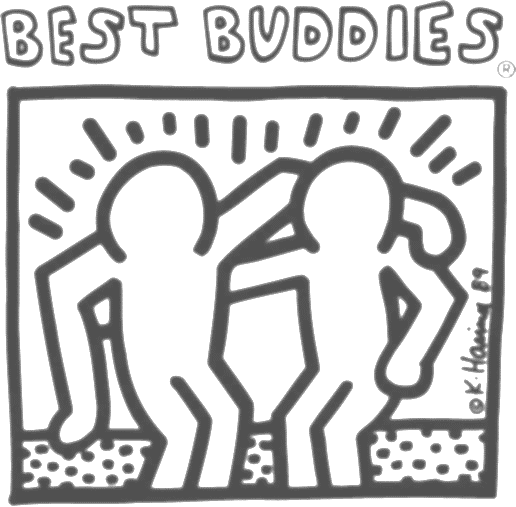 BEST BUDDIES
®
© K. Haring 89